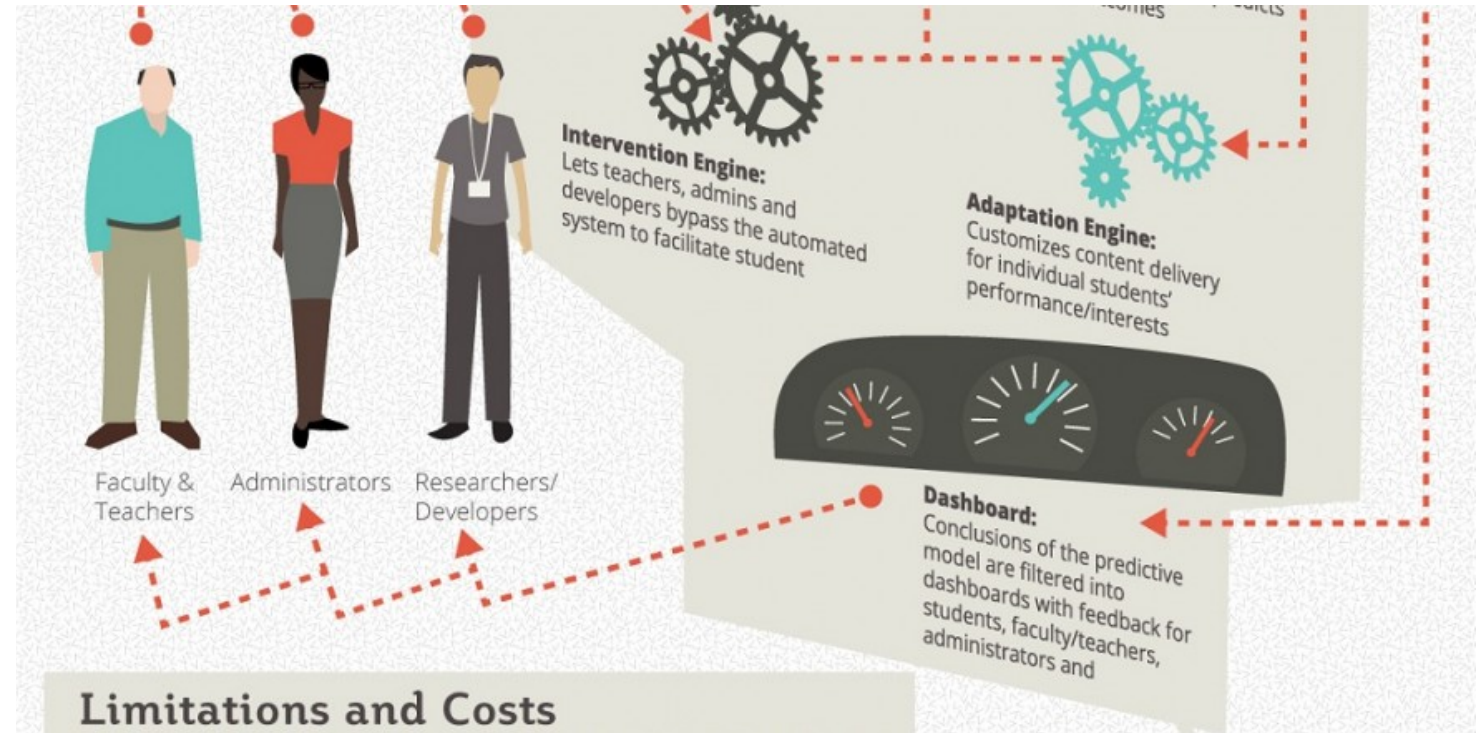 Intervention Engine:
Lets teachers, admins and
developers bypass the automated
system to facilitate student
Adaptation Engine:
Customizes content delivery
for individual students'
performance/interests
Faculty &
Teachers
Administrators
Researchers/
Developers
Dashboard:
Conclusions of the predictive
model are filtered into
dashboards with feedback for
students, faculty/teachers,
administrators and
Limitations and Costs